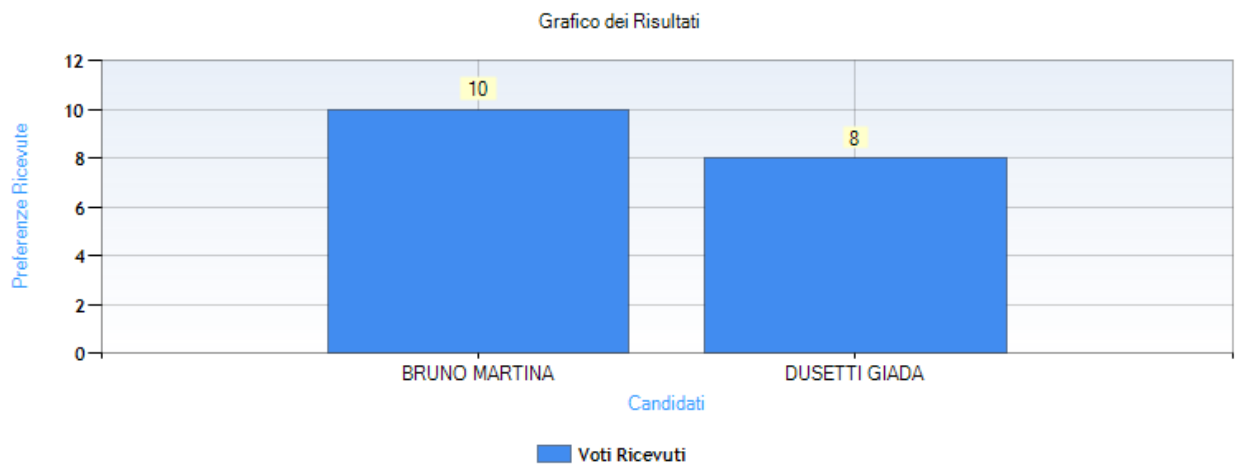 Grafico dei Risultati
Preferenze Ricevute
12
10
8
6
4
2
0
10
8
BRUNO MARTINA
DUSETTI GIADA
Candidati
Voti Ricevuti